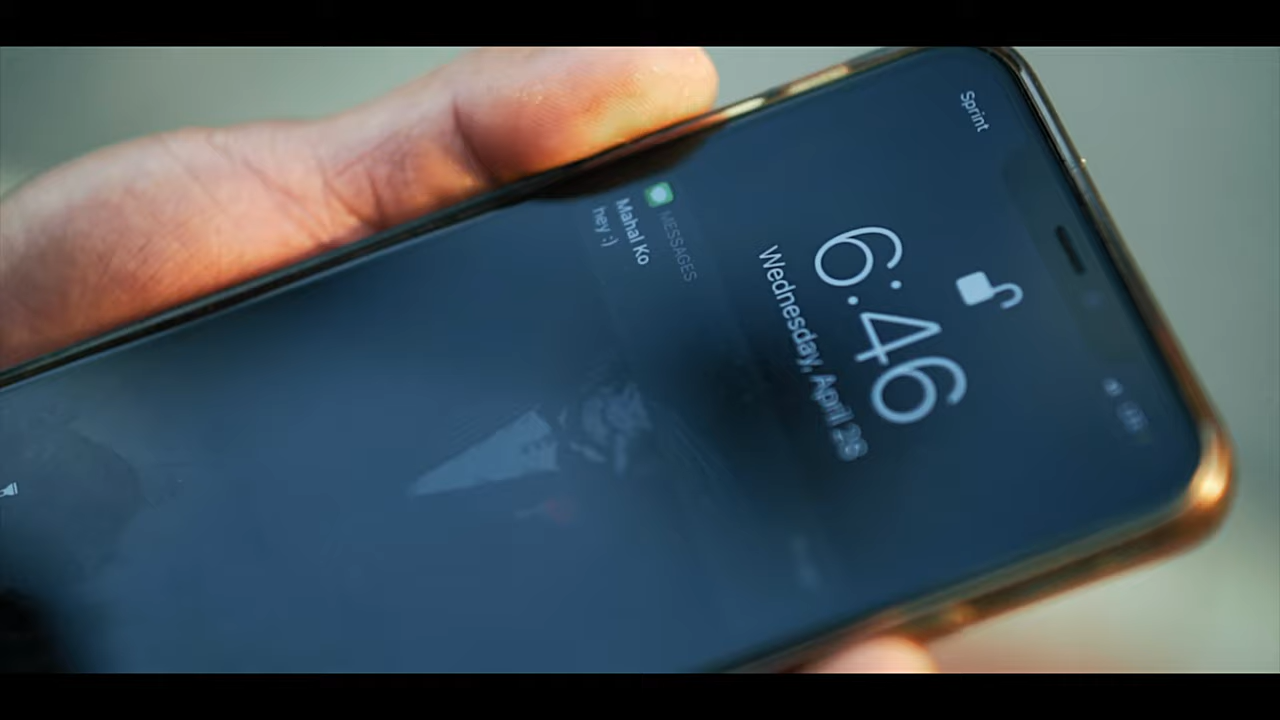 Sprint
6:46
Wednesday, April 28
MESSAGES
Mahal Ko
hey :)